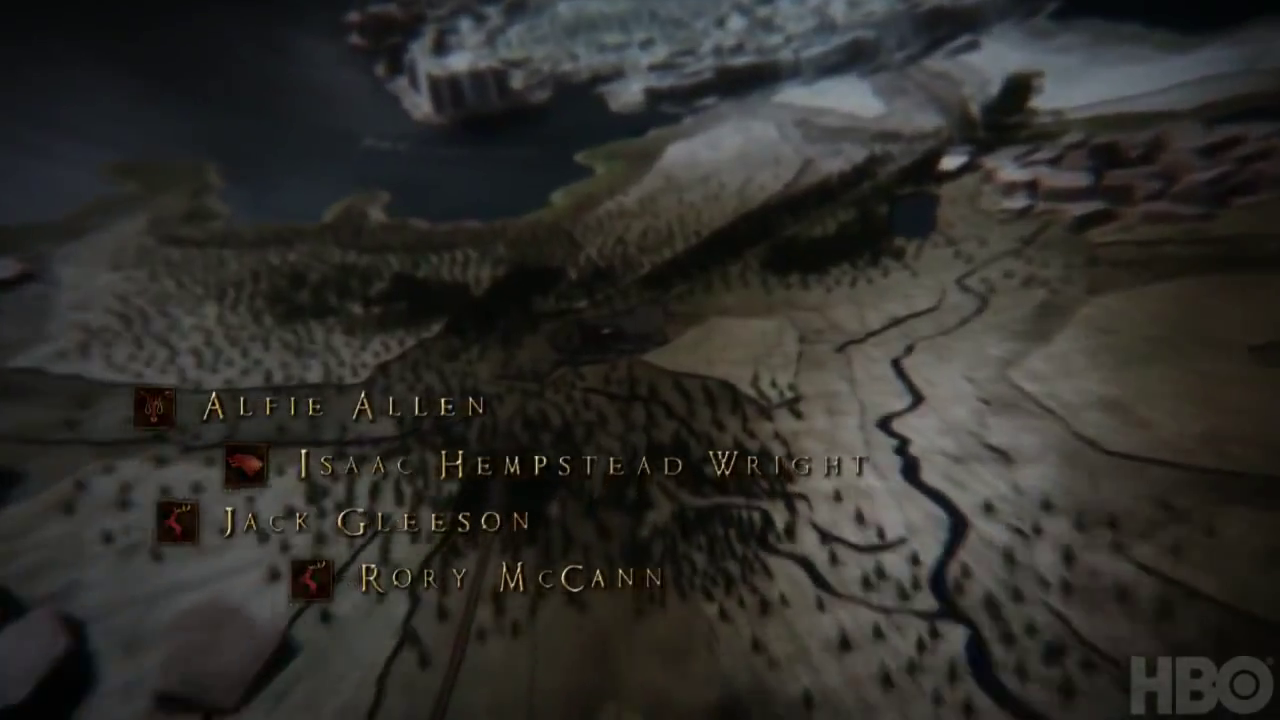 Alfie Allen
Isaac Hempstead Wright
Jack Gleeson
Rory McCann
HBO